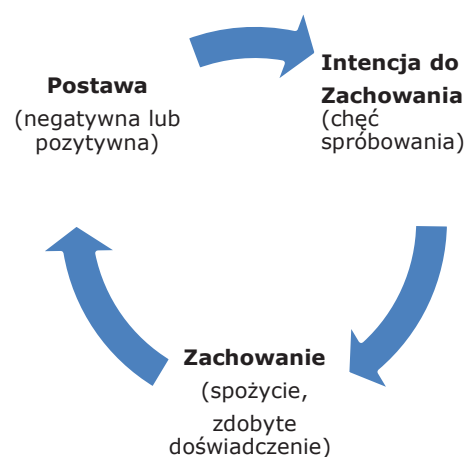 Postawa
(negatywna lub
pozytywna)
Intencja do
Zachowania
(chęć
spróbowania)
Zachowanie
(spożycie,
zdobyte
doświadczenie)